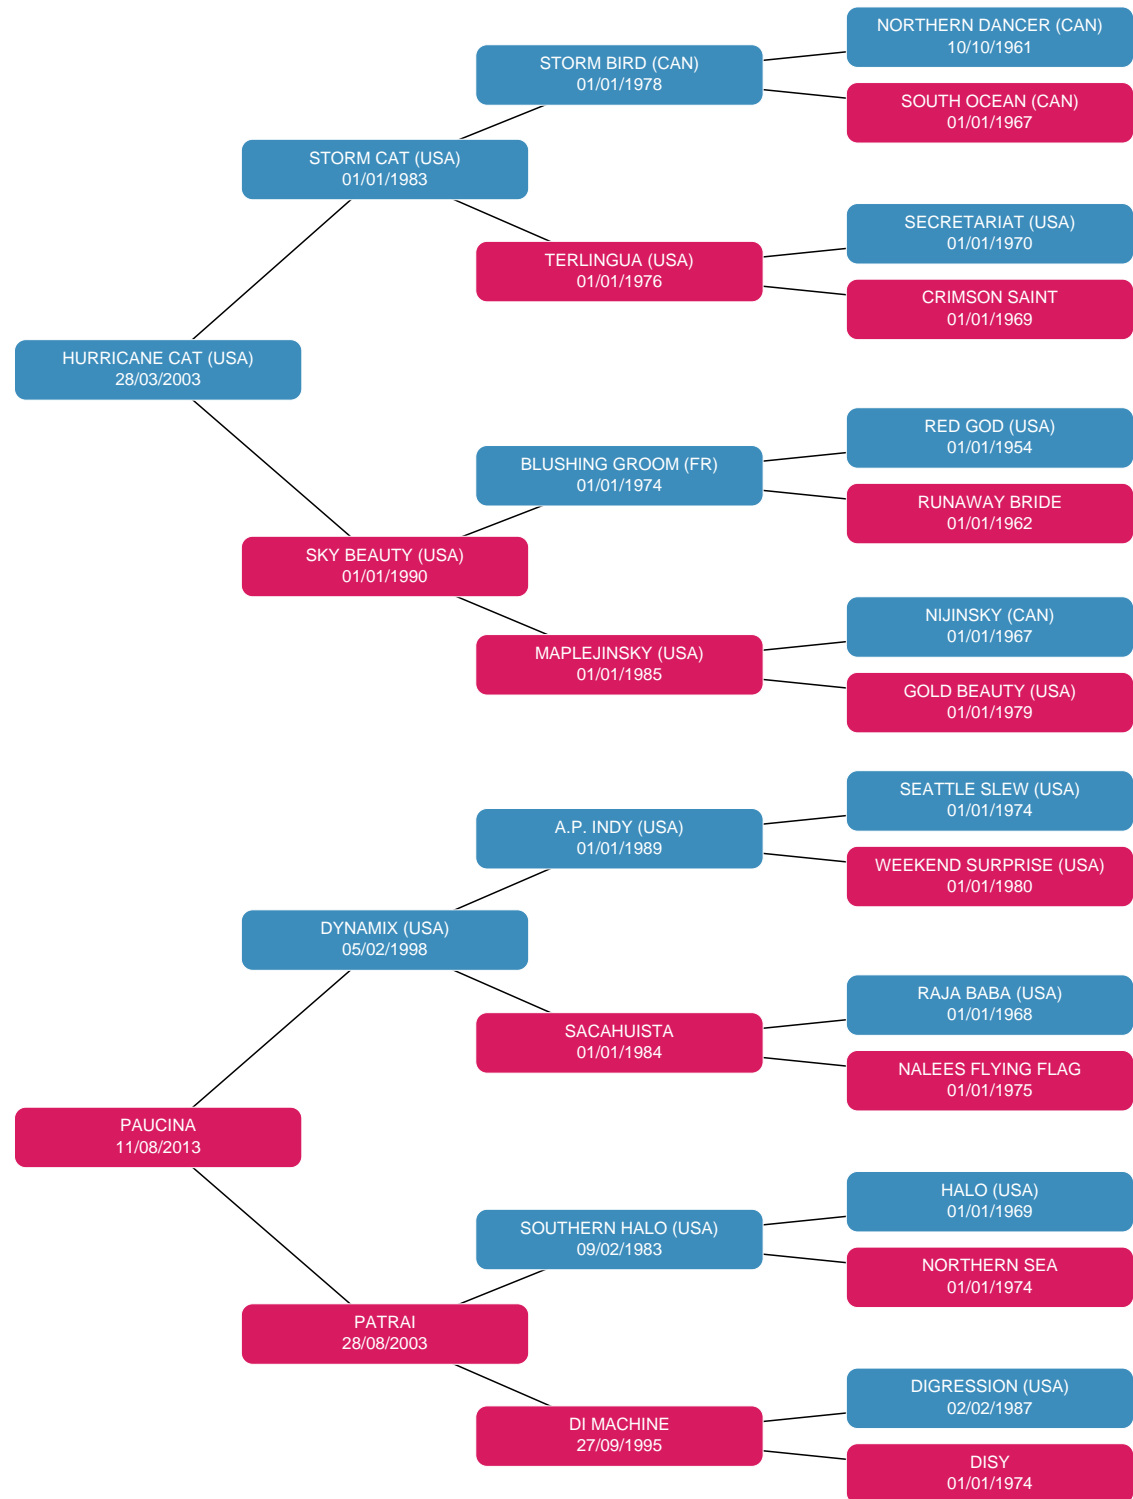 NORTHERN DANCER (CAN)
10/10/1961
STORM BIRD (CAN)
01/01/1978
SOUTH OCEAN (CAN)
01/01/1967
STORM CAT (USA)
01/01/1983
SECRETARIAT (USA)
01/01/1970
TERLINGUA (USA)
01/01/1976
CRIMSON SAINT
01/01/1969
HURRICANE CAT (USA)
28/03/2003
RED GOD (USA)
01/01/1954
BLUSHING GROOM (FR)
01/01/1974
RUNAWAY BRIDE
01/01/1962
SKY BEAUTY (USA)
01/01/1990
NIJINSKY (CAN)
01/01/1967
MAPLEJINSKY (USA)
01/01/1985
GOLD BEAUTY (USA)
01/01/1979
SEATTLE SLEW (USA)
01/01/1974
A.P. INDY (USA)
01/01/1989
WEEKEND SURPRISE (USA)
01/01/1980
DYNAMIX (USA)
05/02/1998
RAJA BABA (USA)
01/01/1968
SACAHUISTA
01/01/1984
NALEES FLYING FLAG
01/01/1975
PAUCINA
11/08/2013
HALO (USA)
01/01/1969
SOUTHERN HALO (USA)
09/02/1983
NORTHERN SEA
01/01/1974
PATRAI
28/08/2003
DIGRESSION (USA)
02/02/1987
DI MACHINE
27/09/1995
DISY
01/01/1974